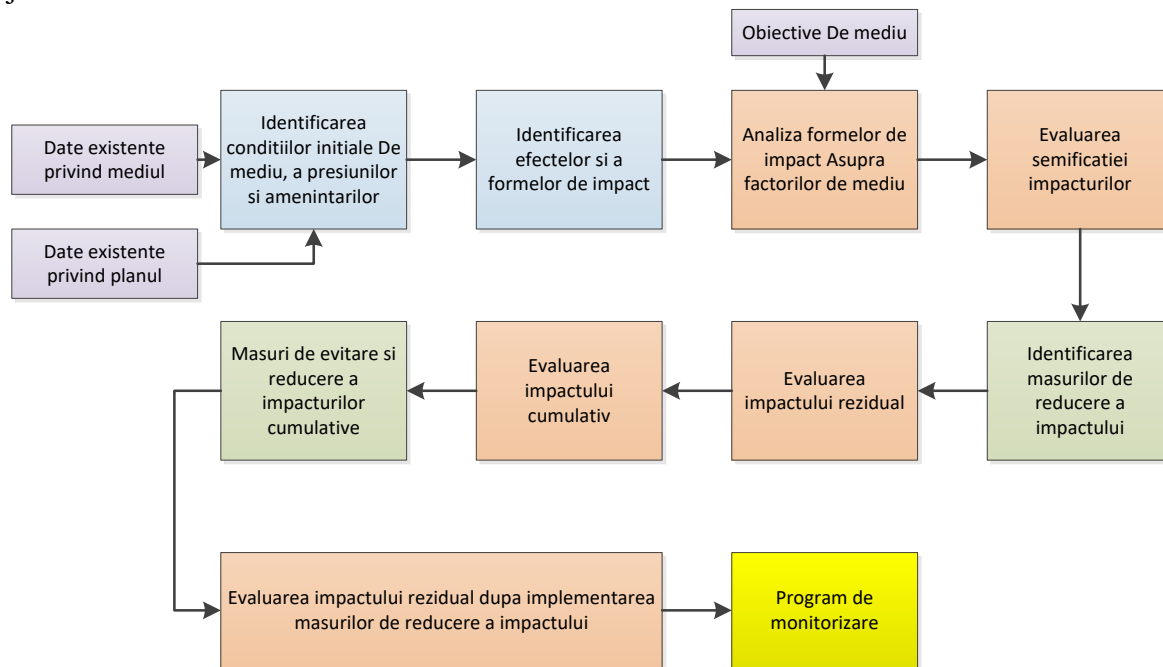 Obiective De mediu
Date existente
privind mediul
Identificarea
conditiilor initiale De
mediu, a presiunilor
si amenintarilor
Identificarea
efectelor si a
formelor de impact
Analiza formelor de
impact Asupra
factorilor de mediu
Evaluarea
semificatiei
impacturilor
Date existente
privind planul
Masuri de evitare si
reducere a
impacturilor
cumulative
Evaluarea
impactului
cumulativ
Evaluarea
impactului rezidual
Identificarea
masurilor de
reducere a
impactului
Evaluarea impactului rezidual dupa implementarea
masurilor de reducere a impactului
Program de
monitorizare